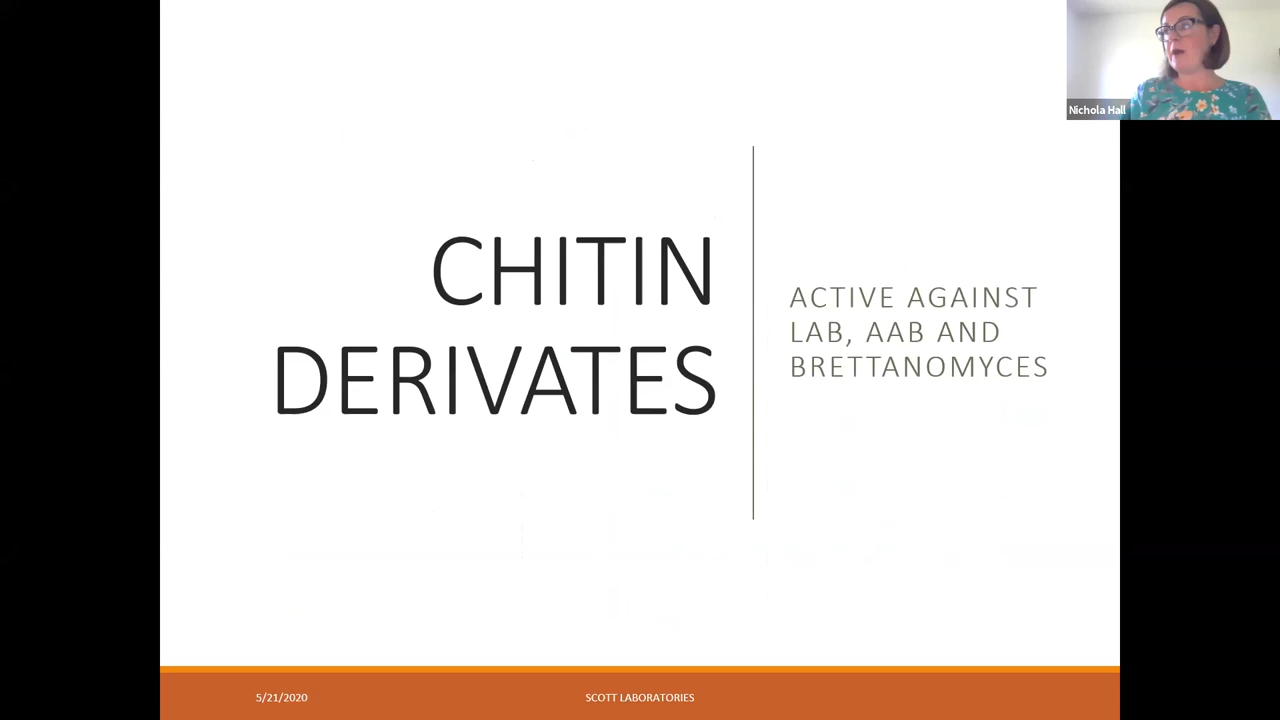 Nichola Hall
CHITIN
DERIVATES
ACTIVE AGAINST
LAB, AAB AND
BRETTANOMYCES
5/21/2020
SCOTT LABORATORIES